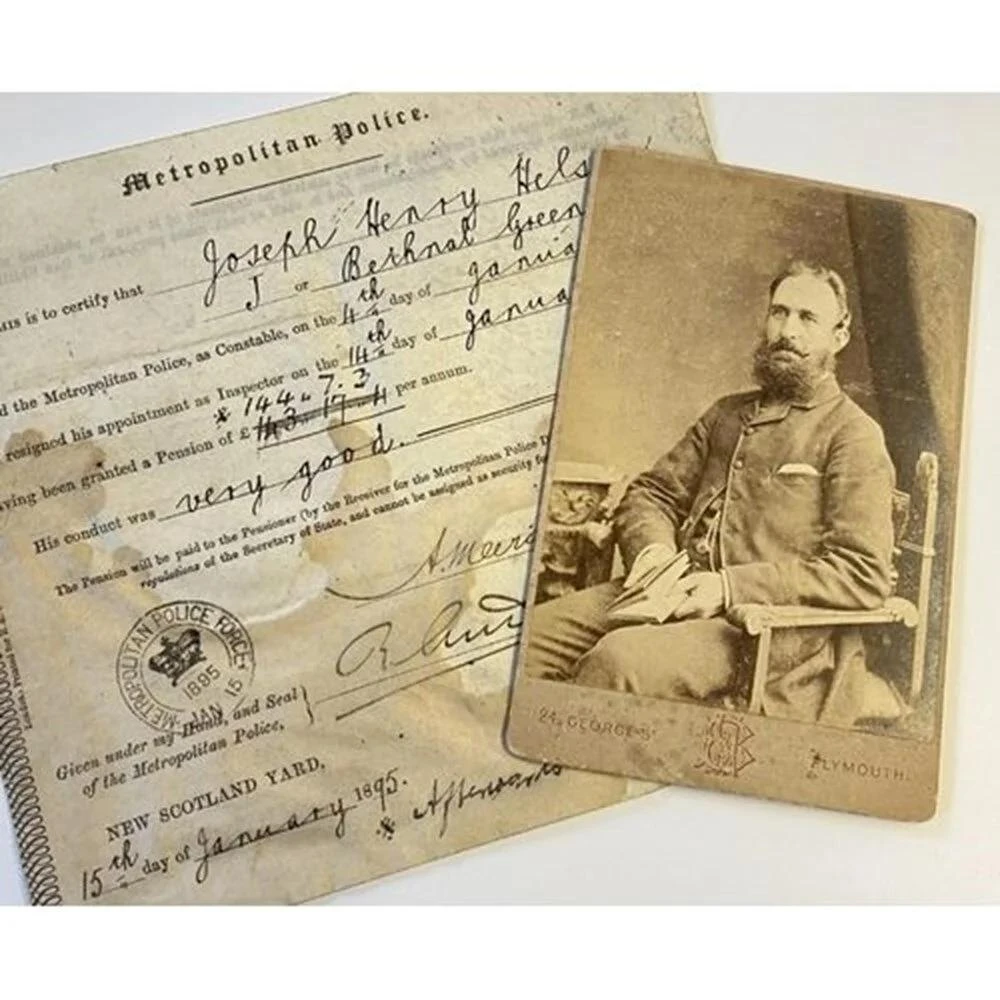 Metropolitan Police.
HIS is to certify that Joseph Henry Hels
J or Bethnal Green
d the Metropolitan Police, as Constable, on the 4th day of Janua
resigned his appointment as Inspector on the 14th day of Janua
* 144. 7. 3
ving been granted a Pension of £ 43. 17. 4 per annum.
His conduct was very good.
The Pension will be paid to the Pensioner (by the Receiver for the Metropolitan Police D
regulations of the Secretary of State, and cannot be assigned as security fo
METROPOLITAN POLICE FORCE
1895
JAN 15
Given under my Hand, and Seal
of the Metropolitan Police,
NEW SCOTLAND YARD,
15th day of January 1895.
* Afterwards
24, GEORGE St
PLYMOUTH.